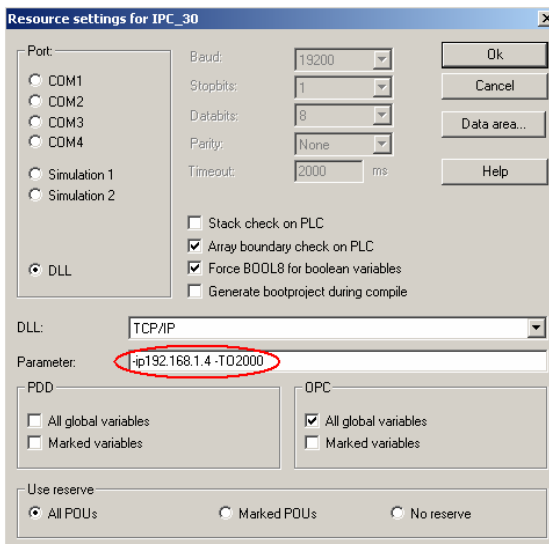 Resource settings for IPC_30
Port:
COM1
COM2
COM3
COM4
Simulation 1
Simulation 2
DLL
Baud: 19200
Stopbits: 1
Databits: 8
Parity: None
Timeout: 2000 ms
Ok
Cancel
Data area...
Help
Stack check on PLC
Array boundary check on PLC
Force BOOL8 for boolean variables
Generate bootproject during compile
DLL: TCP/IP
Parameter: -ip192.168.1.4 -TO2000
PDD
All global variables
Marked variables
OPC
All global variables
Marked variables
Use reserve
All POUs Marked POUs No reserve